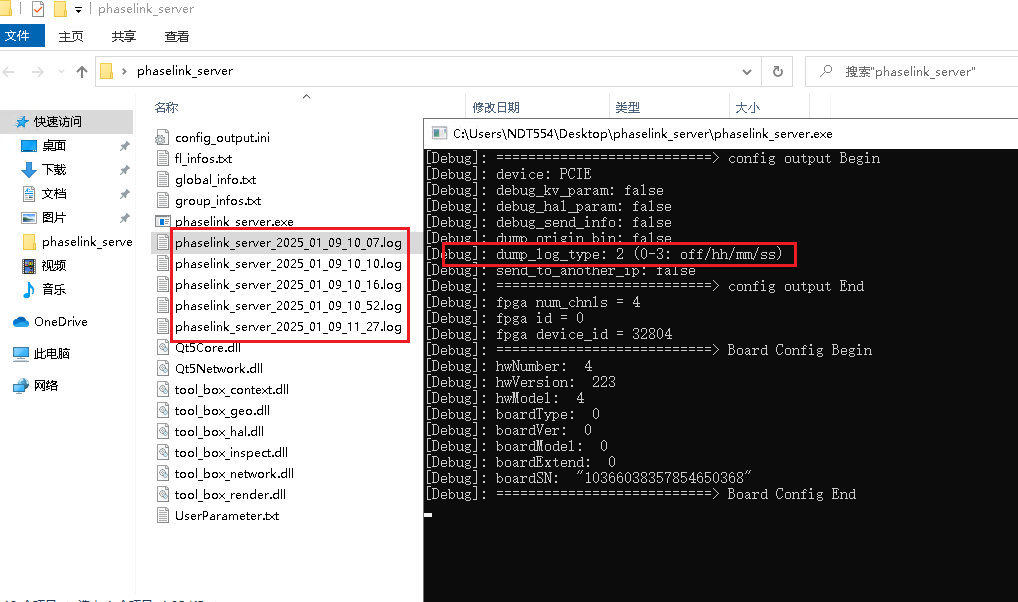 phaselink_server
文件 主页 共享 查看
phaselink_server
搜索"phaselink_server"
快速访问
桌面
下载
文档
图片
phaselink_serve
视频
音乐
OneDrive
此电脑
网络
名称 修改日期 类型 大小
config_output.ini
fl_infos.txt
global_info.txt
group_infos.txt
phaselink_server.exe
phaselink_server_2025_01_09_10_07.log
phaselink_server_2025_01_09_10_10.log
phaselink_server_2025_01_09_10_16.log
phaselink_server_2025_01_09_10_52.log
phaselink_server_2025_01_09_11_27.log
Qt5Core.dll
Qt5Network.dll
tool_box_context.dll
tool_box_geo.dll
tool_box_hal.dll
tool_box_inspect.dll
tool_box_network.dll
tool_box_render.dll
UserParameter.txt
C:\Users\NDT554\Desktop\phaselink_server\phaselink_server.exe
[Debug]: ===========================> config output Begin
[Debug]: device: PCIE
[Debug]: debug_kv_param: false
[Debug]: debug_hal_param: false
[Debug]: debug_send_info: false
[Debug]: dump_origin_bin: false
[Debug]: dump_log_type: 2 (0-3: off/hh/mm/ss)
[Debug]: send_to_another_ip: false
[Debug]: ===========================> config output End
[Debug]: fpga num_chnls = 4
[Debug]: fpga id = 0
[Debug]: fpga device_id = 32804
[Debug]: ===========================> Board Config Begin
[Debug]: hwNumber:  4
[Debug]: hwVersion:  223
[Debug]: hwModel:  4
[Debug]: boardType:  0
[Debug]: boardVer:  0
[Debug]: boardModel:  0
[Debug]: boardExtend:  0
[Debug]: boardSN:  "10366038357854650368"
[Debug]: ===========================> Board Config End